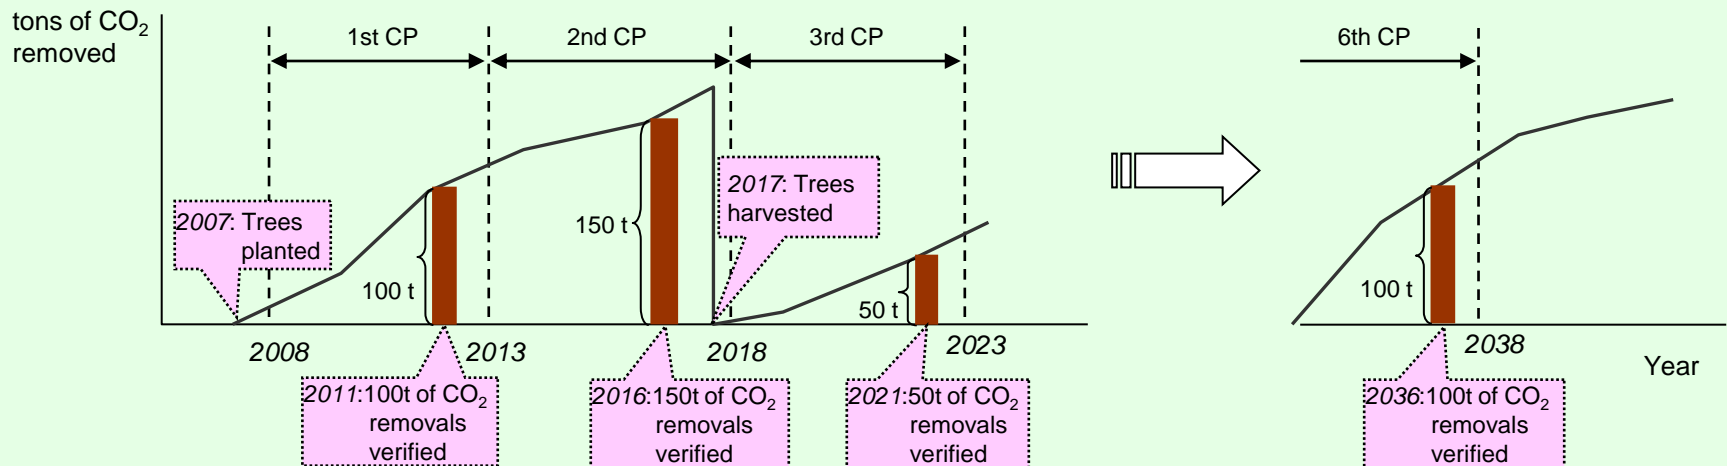 tons of CO2
removed
1st CP
2nd CP
3rd CP
6th CP
2007: Trees
planted
100 t
150 t
2017: Trees
harvested
50 t
100 t
2008
2013
2018
2023
2038
Year
2011:100t of CO2
removals
verified
2016:150t of CO2
removals
verified
2021:50t of CO2
removals
verified
2036:100t of CO2
removals
verified